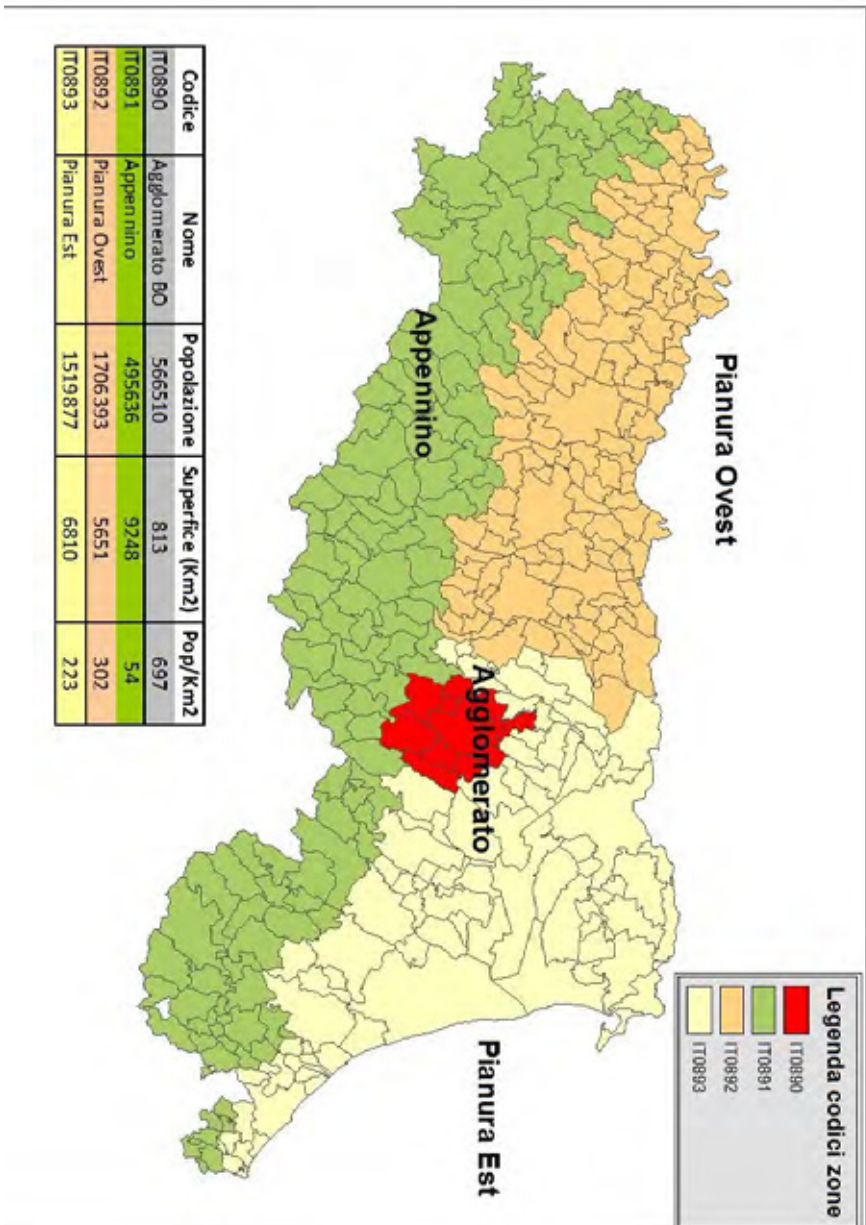 Pianura Ovest
Appennino
Agglomerato
Pianura Est
Legenda codici zone
IT0890
IT0891
IT0892
IT0893
Codice Nome Popolazione Superfice (Km2) Pop/Km2
IT0890 Agglomerato BO 566510 813 697
IT0891 Appennino 495636 9248 54
IT0892 Pianura Ovest 1706393 5651 302
IT0893 Pianura Est 1519877 6810 223